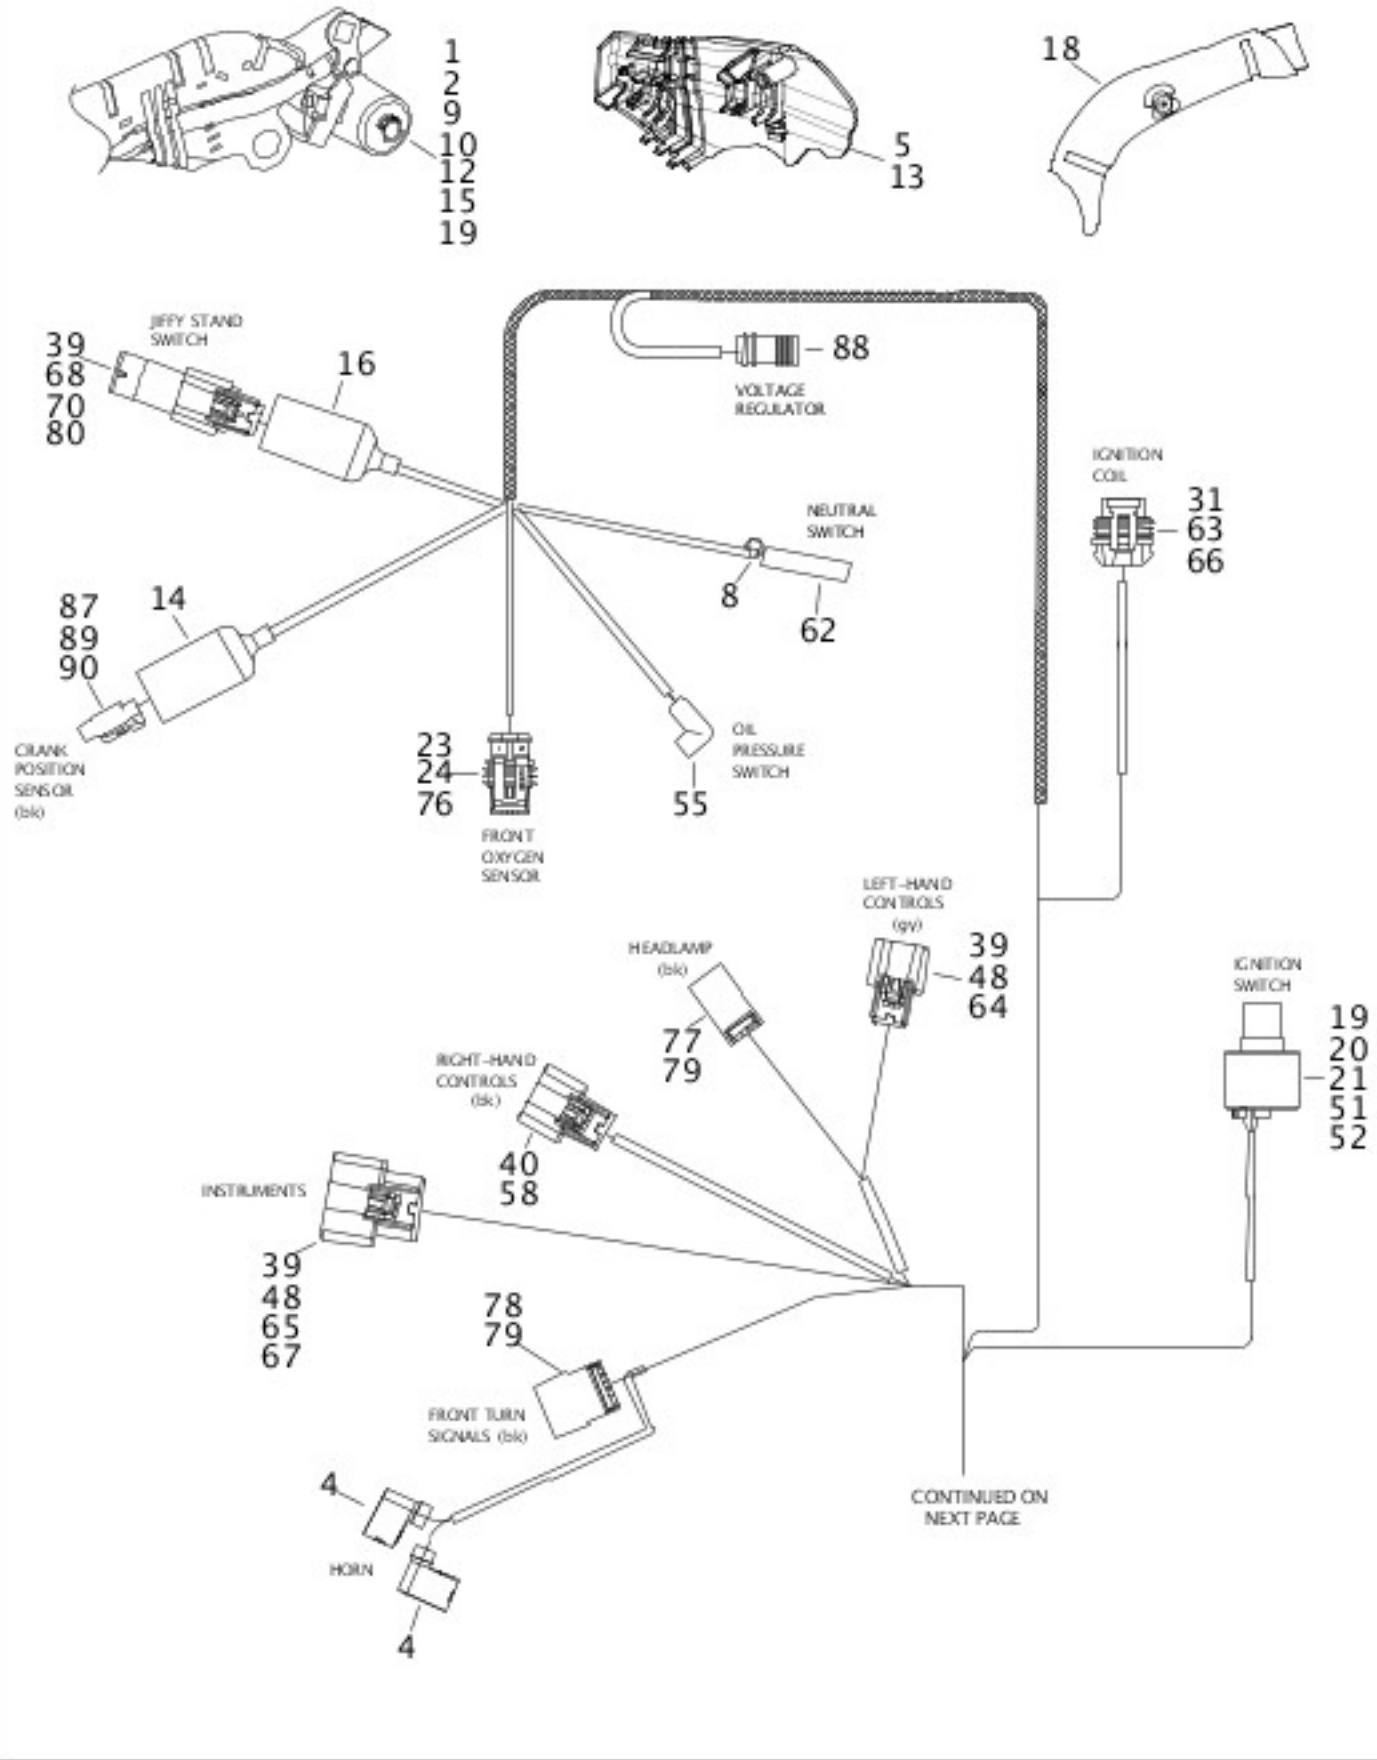 1
2
9
10
12
15
19
5
13
18
JIFFY STAND
SWITCH
39
68
70
80
16
88
VOLTAGE
REGULATOR
IGNITION
COIL
31
63
66
NEUTRAL
SWITCH
8
62
87
89
90
14
CRANK
POSITION
SENSOR
(bk)
23
24
76
FRONT
OXYGEN
SENSOR
OIL
PRESSURE
SWITCH
55
LEFT-HAND
CONTROLS
(gy)
39
48
64
HEADLAMP
(bk)
77
79
IGNITION
SWITCH
19
20
21
51
52
RIGHT-HAND
CONTROLS
(bk)
40
58
INSTRUMENTS
39
48
65
67
78
79
FRONT TURN
SIGNALS (bk)
4
HORN
4
CONTINUED ON
NEXT PAGE